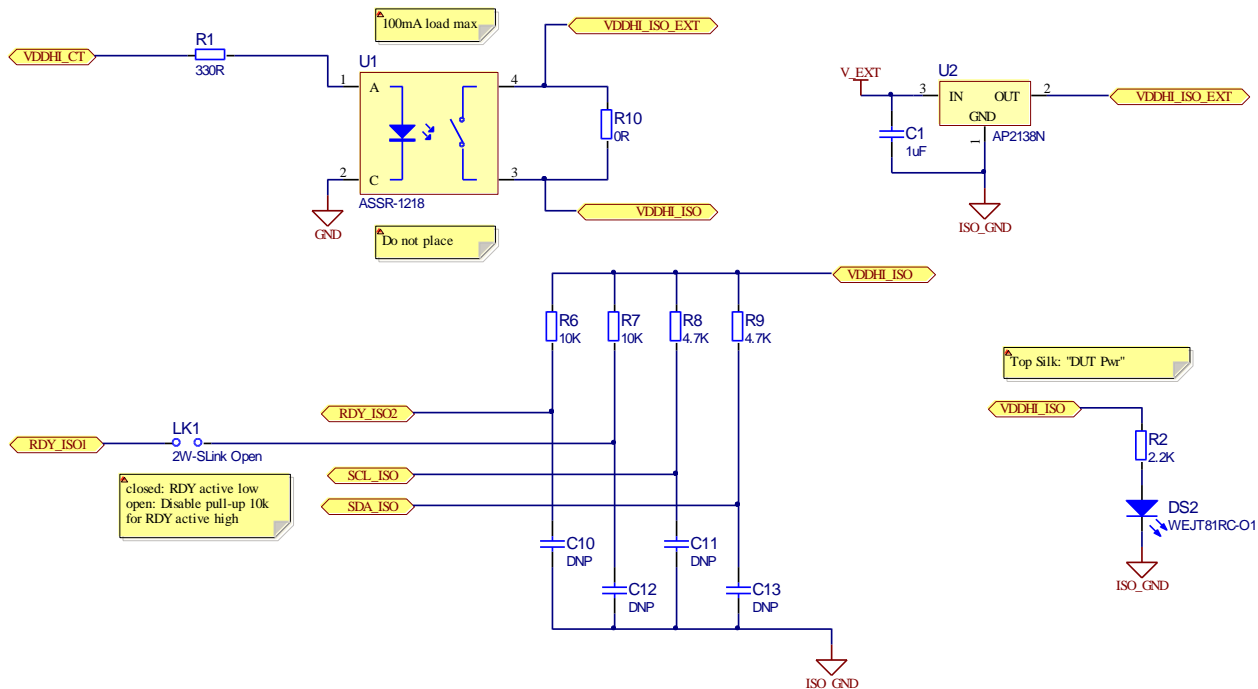 100mA load max
VDDHI_ISO_EXT
VDDHI_CT
R1
330R
U1
1
A
4
2
C
3
ASSR-1218
R10
0R
GND
VDDHI_ISO
Do not place
V_EXT
U2
3
IN
OUT
2
GND
1
AP2138N
VDDHI_ISO_EXT
C1
1uF
ISO_GND
VDDHI_ISO
R6
10K
R7
10K
R8
4.7K
R9
4.7K
RDY_ISO2
RDY_ISO1
LK1
2W-SLink Open
closed: RDY active low
open: Disable pull-up 10k
for RDY active high
SCL_ISO
SDA_ISO
C10
DNP
C11
DNP
C12
DNP
C13
DNP
ISO_GND
Top Silk: "DUT Pwr"
VDDHI_ISO
R2
2.2K
DS2
WEJT81RC-O1
ISO_GND